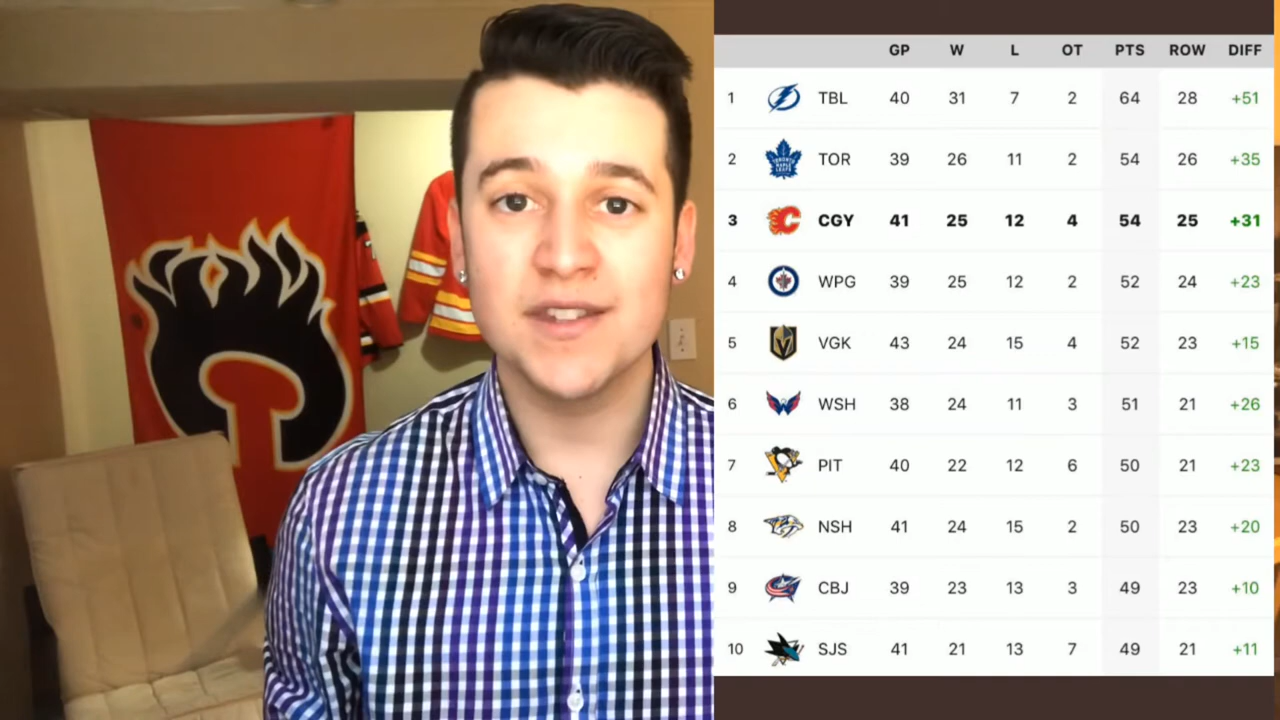 GP W L OT PTS ROW DIFF
1 TBL 40 31 7 2 64 28 +51
2 TORONTO MAPLE LEAFS TOR 39 26 11 2 54 26 +35
3 C CGY 41 25 12 4 54 25 +31
4 WPG 39 25 12 2 52 24 +23
5 VGK 43 24 15 4 52 23 +15
6 WSH 38 24 11 3 51 21 +26
7 PIT 40 22 12 6 50 21 +23
8 NSH 41 24 15 2 50 23 +20
9 CBJ 39 23 13 3 49 23 +10
10 SJS 41 21 13 7 49 21 +11